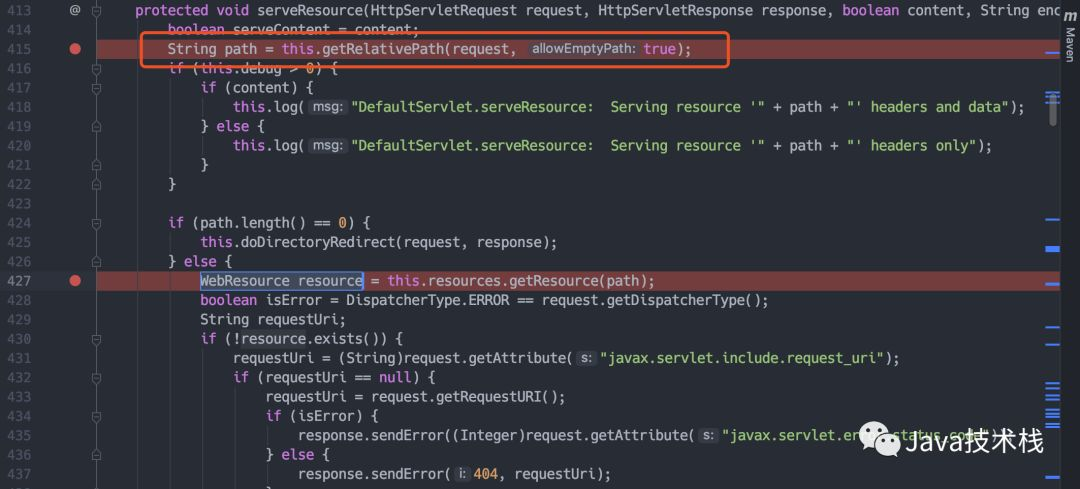 413 @ protected void serveResource(HttpServletRequest request, HttpServletResponse response, boolean content, String enc
414 boolean serveContent = content;
415 String path = this.getRelativePath(request, allowEmptyPath: true);
416 if (this.debug > 0) {
417 if (content) {
418 this.log( msg: "DefaultServlet.serveResource:  Serving resource '" + path + "' headers and data");
419 } else {
420 this.log( msg: "DefaultServlet.serveResource:  Serving resource '" + path + "' headers only");
421 }
422 }
423
424 if (path.length() == 0) {
425 this.doDirectoryRedirect(request, response);
426 } else {
427 WebResource resource = this.resources.getResource(path);
428 boolean isError = DispatcherType.ERROR == request.getDispatcherType();
429 String requestUri;
430 if (!resource.exists()) {
431 requestUri = (String)request.getAttribute( s: "javax.servlet.include.request_uri");
432 if (requestUri == null) {
433 requestUri = request.getRequestURI();
434 if (isError) {
435 response.sendError((Integer)request.getAttribute( s: "javax.servlet.error.status_code"));
436 } else {
437 response.sendError( i: 404, requestUri);
m Maven
Java技术栈